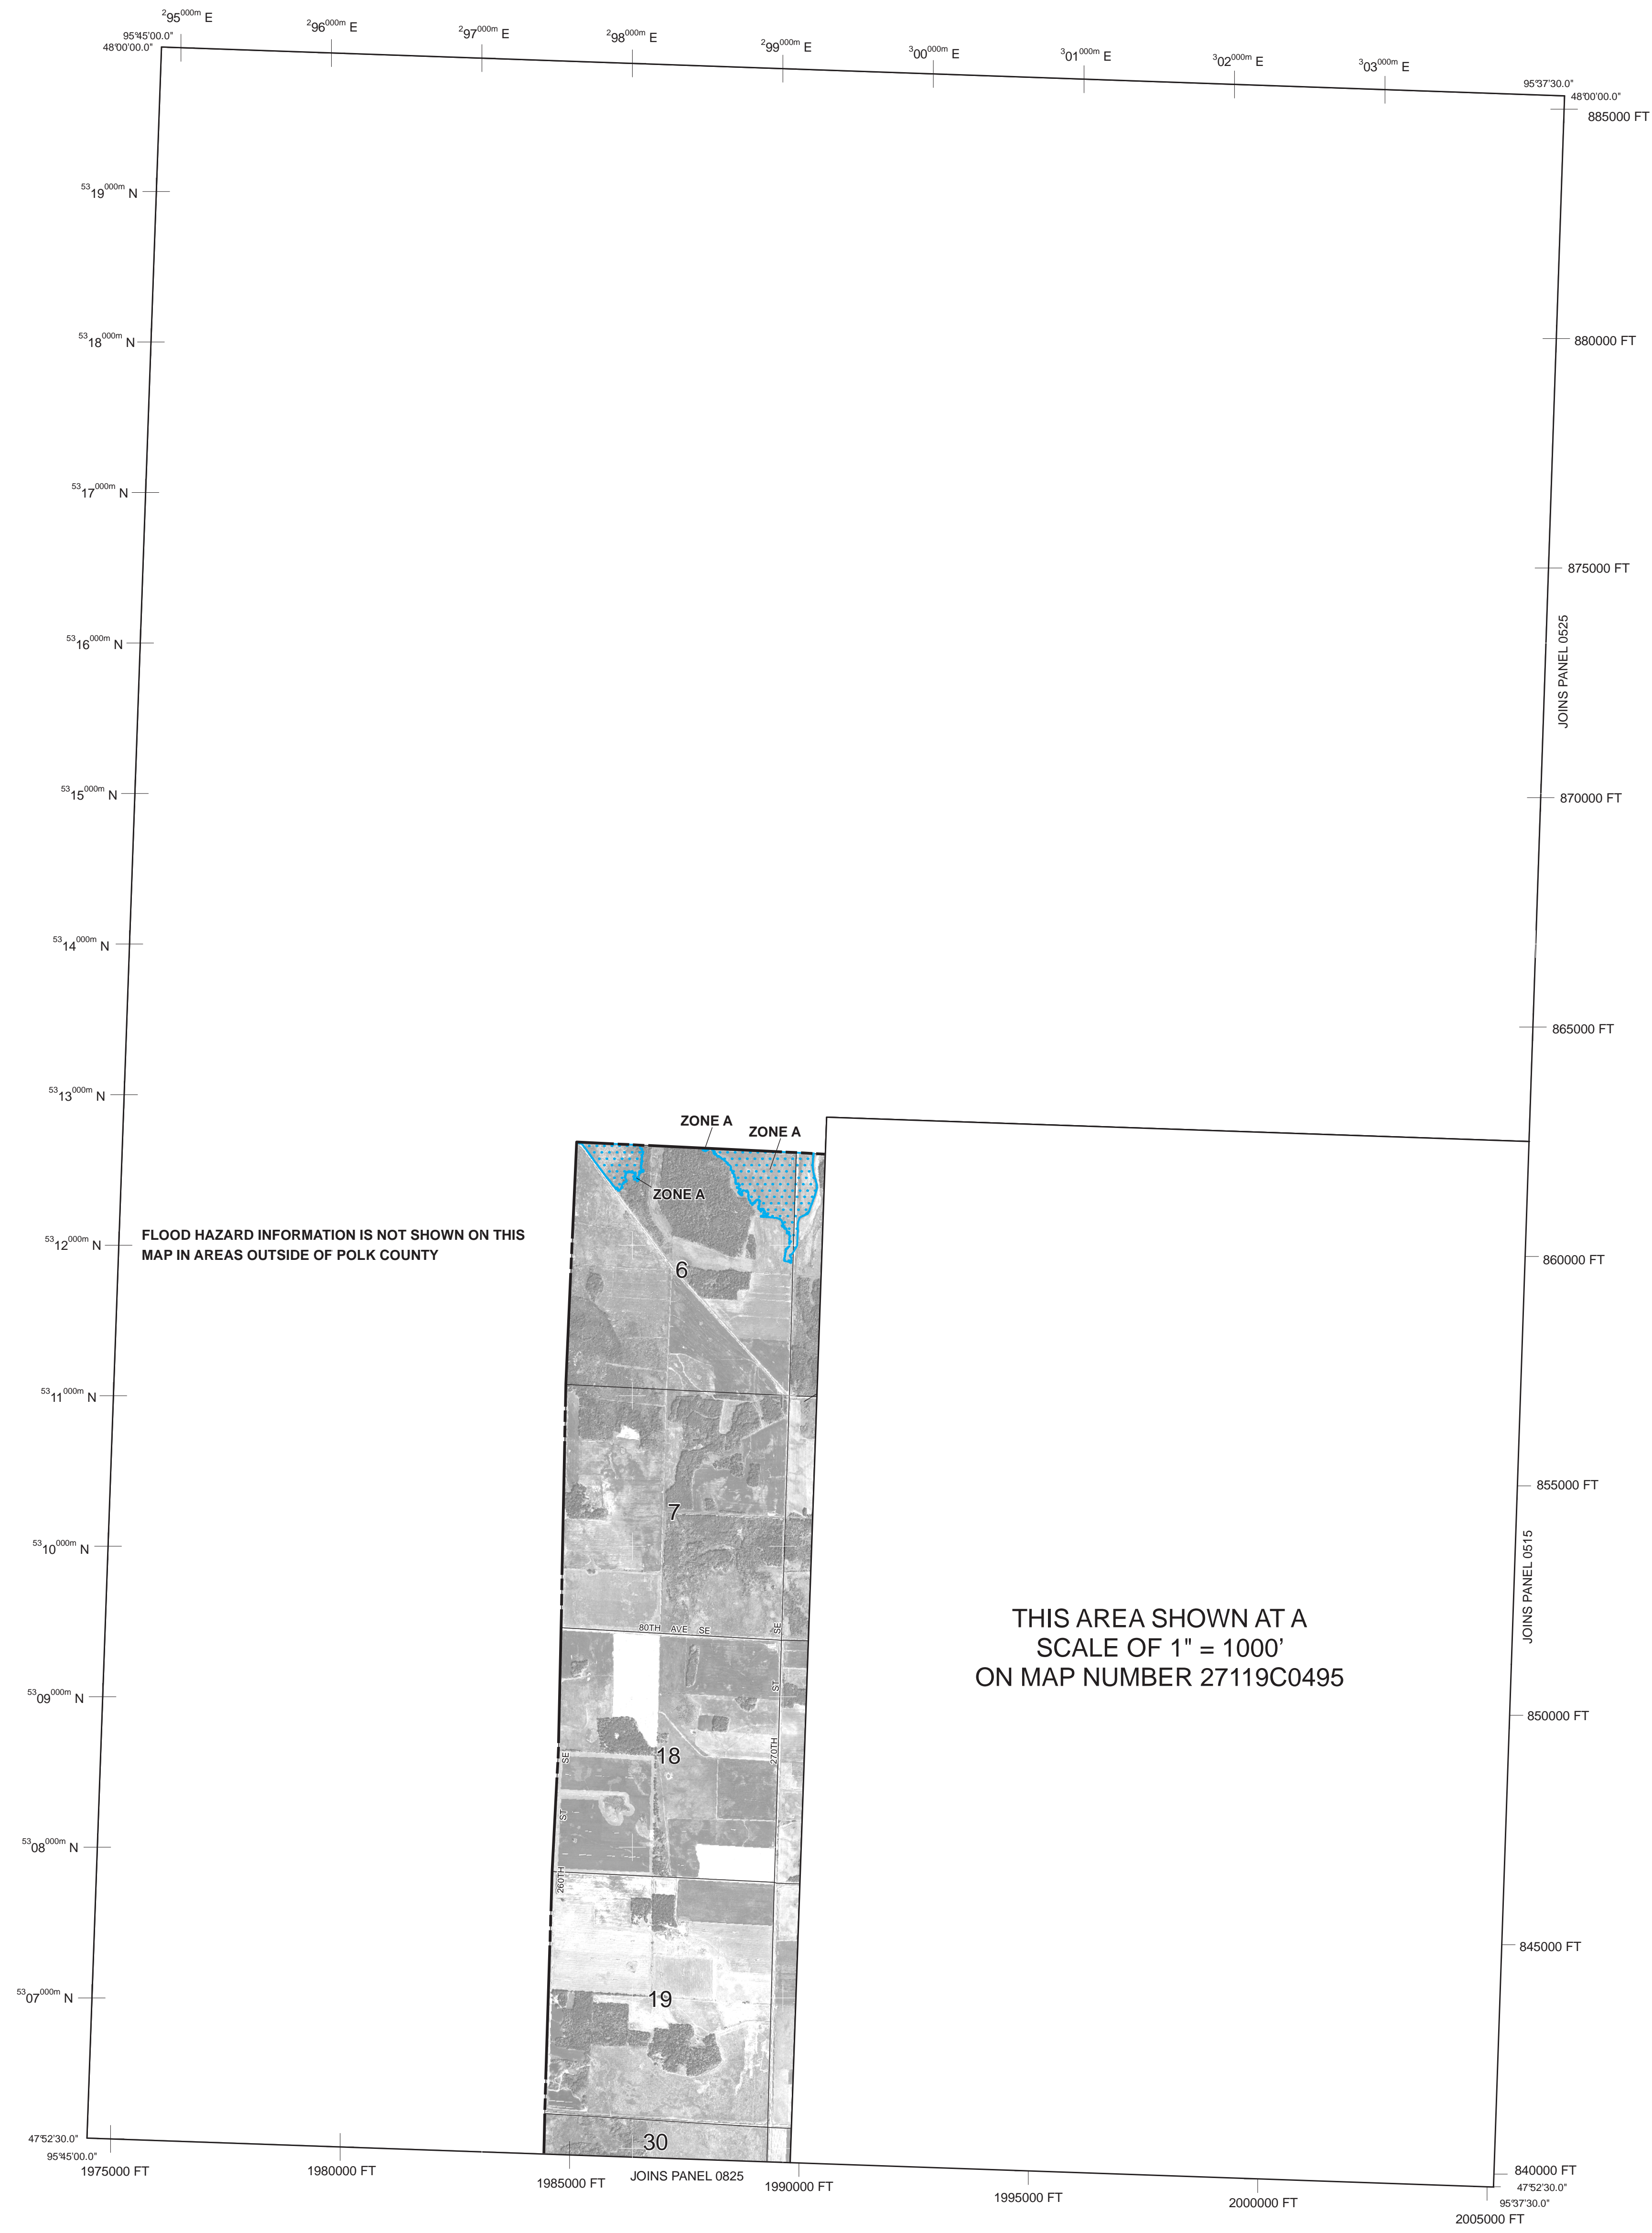 ²95⁰⁰⁰ᵐ E
²96⁰⁰⁰ᵐ E
²97⁰⁰⁰ᵐ E
²98⁰⁰⁰ᵐ E
²99⁰⁰⁰ᵐ E
³00⁰⁰⁰ᵐ E
³01⁰⁰⁰ᵐ E
³02⁰⁰⁰ᵐ E
³03⁰⁰⁰ᵐ E
95°45'00.0"
48°00'00.0"
95°37'30.0"
48°00'00.0"
885000 FT
⁵³19⁰⁰⁰ᵐ N
⁵³18⁰⁰⁰ᵐ N
880000 FT
⁵³17⁰⁰⁰ᵐ N
875000 FT
⁵³16⁰⁰⁰ᵐ N
JOINS PANEL 0525
⁵³15⁰⁰⁰ᵐ N
870000 FT
⁵³14⁰⁰⁰ᵐ N
865000 FT
⁵³13⁰⁰⁰ᵐ N
ZONE A
ZONE A
ZONE A
FLOOD HAZARD INFORMATION IS NOT SHOWN ON THIS
MAP IN AREAS OUTSIDE OF POLK COUNTY
⁵³12⁰⁰⁰ᵐ N
860000 FT
6
⁵³11⁰⁰⁰ᵐ N
855000 FT
7
⁵³10⁰⁰⁰ᵐ N
JOINS PANEL 0515
80TH AVE SE
THIS AREA SHOWN AT A
SCALE OF 1" = 1000’
ON MAP NUMBER 27119C0495
⁵³09⁰⁰⁰ᵐ N
850000 FT
270TH ST SE
18
260TH ST SE
⁵³08⁰⁰⁰ᵐ N
845000 FT
⁵³07⁰⁰⁰ᵐ N
19
30
47°52'30.0"
95°45'00.0"
1975000 FT
1980000 FT
1985000 FT
JOINS PANEL 0825
1990000 FT
1995000 FT
2000000 FT
840000 FT
47°52'30.0"
95°37'30.0"
2005000 FT